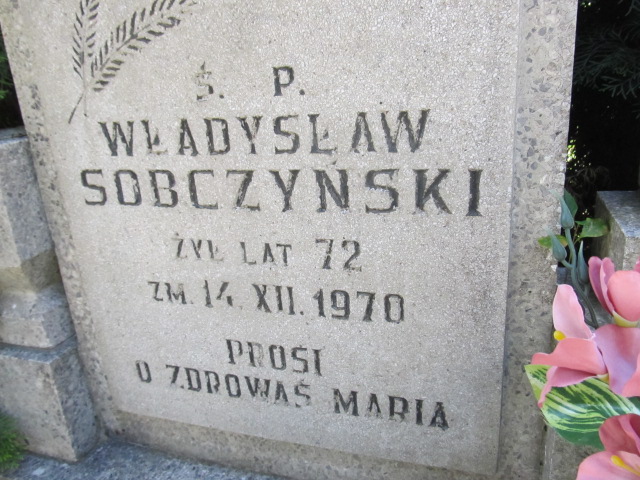 Ś. P.
WŁADYSŁAW
SOBCZYŃSKI
ŻYŁ LAT 72
ZM. 14. XII. 1970
PROSI
O ZDROWAŚ MARIA